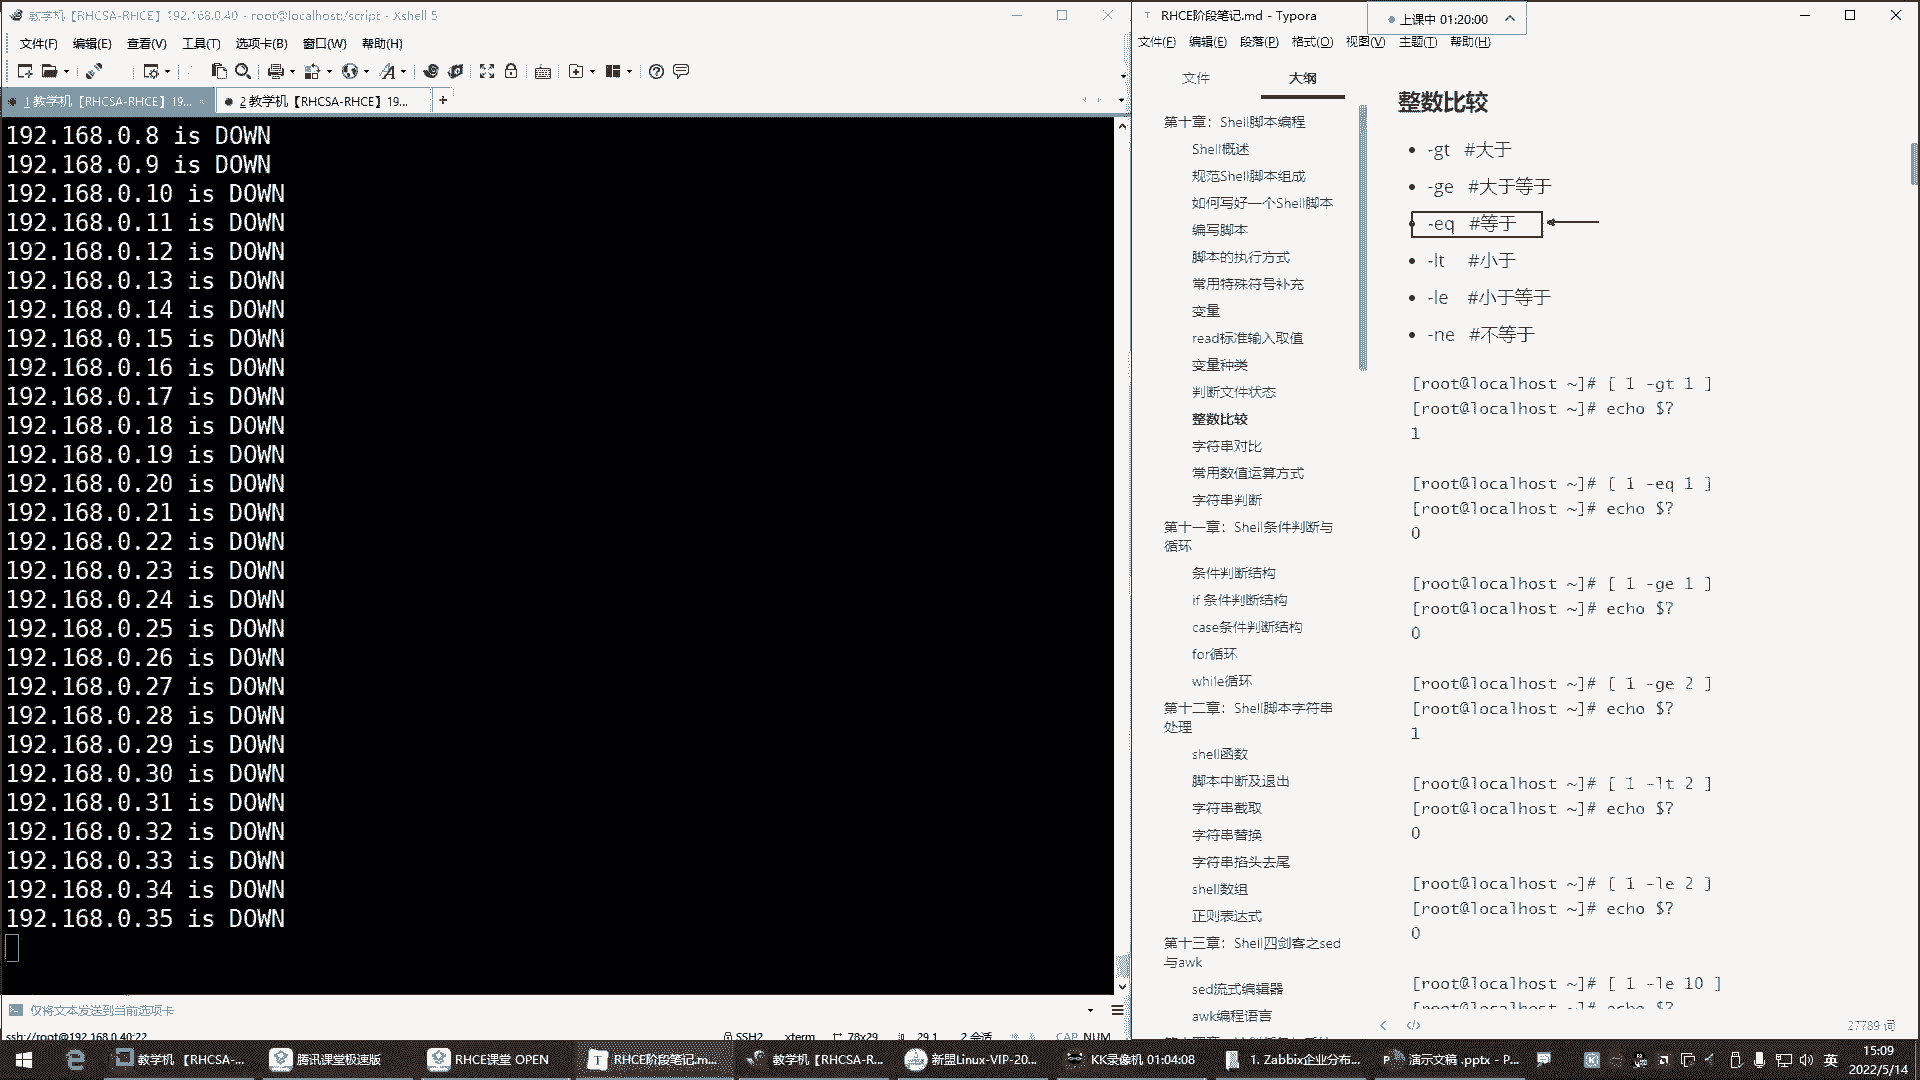 教学机【RHCSA-RHCE】192.168.0.40 - root@localhost:/script - Xshell 5
文件(F) 编辑(E) 查看(V) 工具(T) 选项卡(B) 窗口(W) 帮助(H)
1 教学机【RHCSA-RHCE】19... × 2 教学机【RHCSA-RHCE】19... +
192.168.0.8 is DOWN
192.168.0.9 is DOWN
192.168.0.10 is DOWN
192.168.0.11 is DOWN
192.168.0.12 is DOWN
192.168.0.13 is DOWN
192.168.0.14 is DOWN
192.168.0.15 is DOWN
192.168.0.16 is DOWN
192.168.0.17 is DOWN
192.168.0.18 is DOWN
192.168.0.19 is DOWN
192.168.0.20 is DOWN
192.168.0.21 is DOWN
192.168.0.22 is DOWN
192.168.0.23 is DOWN
192.168.0.24 is DOWN
192.168.0.25 is DOWN
192.168.0.26 is DOWN
192.168.0.27 is DOWN
192.168.0.28 is DOWN
192.168.0.29 is DOWN
192.168.0.30 is DOWN
192.168.0.31 is DOWN
192.168.0.32 is DOWN
192.168.0.33 is DOWN
192.168.0.34 is DOWN
192.168.0.35 is DOWN
仅将文本发送到当前选项卡
ssh://root@192.168.0.40:22 SSH2 xterm 78x29 29,1 2 会话 CAP NUM
T RHCE阶段笔记.md - Typora
上课中 01:20:00
文件(F) 编辑(E) 段落(P) 格式(O) 视图(V) 主题(T) 帮助(H)
文件 大纲
第十章：Shell脚本编程
Shell概述
规范Shell脚本组成
如何写好一个Shell脚本
编写脚本
脚本的执行方式
常用特殊符号补充
变量
read标准输入取值
变量种类
判断文件状态
整数比较
字符串对比
常用数值运算方式
字符串判断
第十一章：Shell条件判断与
循环
条件判断结构
if 条件判断结构
case条件判断结构
for循环
while循环
第十二章：Shell脚本字符串
处理
shell函数
脚本中断及退出
字符串截取
字符串替换
字符串掐头去尾
shell数组
正则表达式
第十三章：Shell四剑客之sed
与awk
sed流式编辑器
awk编程语言
整数比较
-gt #大于
-ge #大于等于
-eq #等于
-lt #小于
-le #小于等于
-ne #不等于
[root@localhost ~]# [ 1 -gt 1 ]
[root@localhost ~]# echo $?
1
[root@localhost ~]# [ 1 -eq 1 ]
[root@localhost ~]# echo $?
0
[root@localhost ~]# [ 1 -ge 1 ]
[root@localhost ~]# echo $?
0
[root@localhost ~]# [ 1 -ge 2 ]
[root@localhost ~]# echo $?
1
[root@localhost ~]# [ 1 -lt 2 ]
[root@localhost ~]# echo $?
0
[root@localhost ~]# [ 1 -le 2 ]
[root@localhost ~]# echo $?
0
[root@localhost ~]# [ 1 -le 10 ]
[root@localhost ~]# echo $?
< </> 27789 词
教学机 【RHCSA-... 腾讯课堂极速版 RHCE课堂 OPEN RHCE阶段笔记.m... 教学机【RHCSA-R... 新盟Linux-VIP-20... KK录像机 01:04:08 1. Zabbix企业分布... 演示文稿 .pptx - P... 英
15:09
2022/5/14